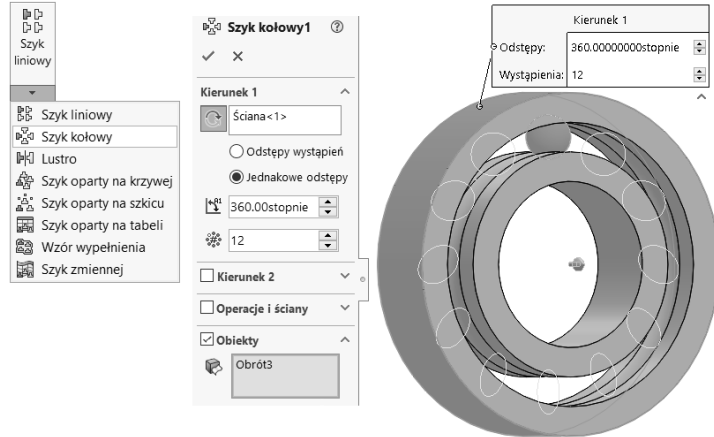 Szyk
liniowy
Szyk liniowy
Szyk kołowy
Lustro
Szyk oparty na krzywej
Szyk oparty na szkicu
Szyk oparty na tabeli
Wzór wypełnienia
Szyk zmiennej
Szyk kołowy1
Kierunek 1
Ściana<1>
Odstępy wystąpień
Jednakowe odstępy
360.00stopnie
12
Kierunek 2
Operacje i ściany
Obiekty
Obrót3
Kierunek 1
Odstępy: 360.00000000stopnie
Wystąpienia: 12